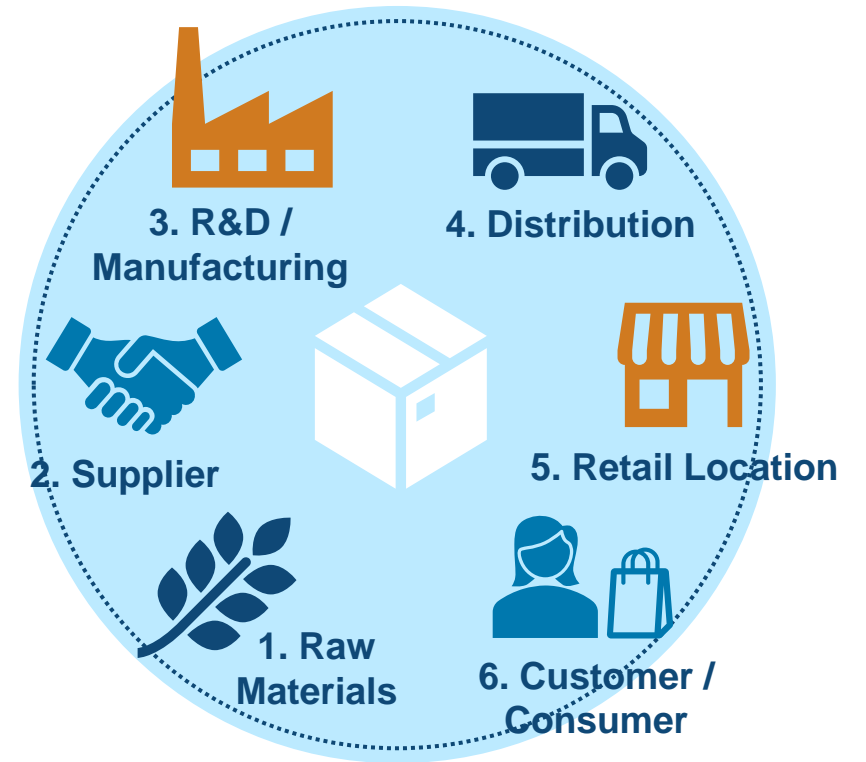 3. R&D /
Manufacturing
4. Distribution
2. Supplier
5. Retail Location
1. Raw
Materials
6. Customer /
Consumer